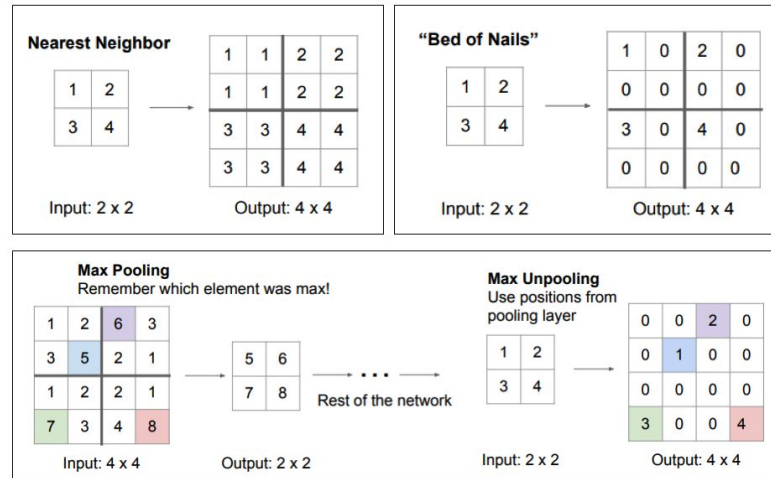 Nearest Neighbor
1 2
3 4
1 1 2 2
1 1 2 2
3 3 4 4
3 3 4 4
Input: 2 x 2
Output: 4 x 4
“Bed of Nails”
1 2
3 4
1 0 2 0
0 0 0 0
3 0 4 0
0 0 0 0
Input: 2 x 2
Output: 4 x 4
Max Pooling
Remember which element was max!
1 2 6 3
3 5 2 1
1 2 2 1
7 3 4 8
Input: 4 x 4
5 6
7 8
Output: 2 x 2
• • •
Rest of the network
Max Unpooling
Use positions from
pooling layer
1 2
3 4
Input: 2 x 2
0 0 2 0
0 1 0 0
0 0 0 0
3 0 0 4
Output: 4 x 4